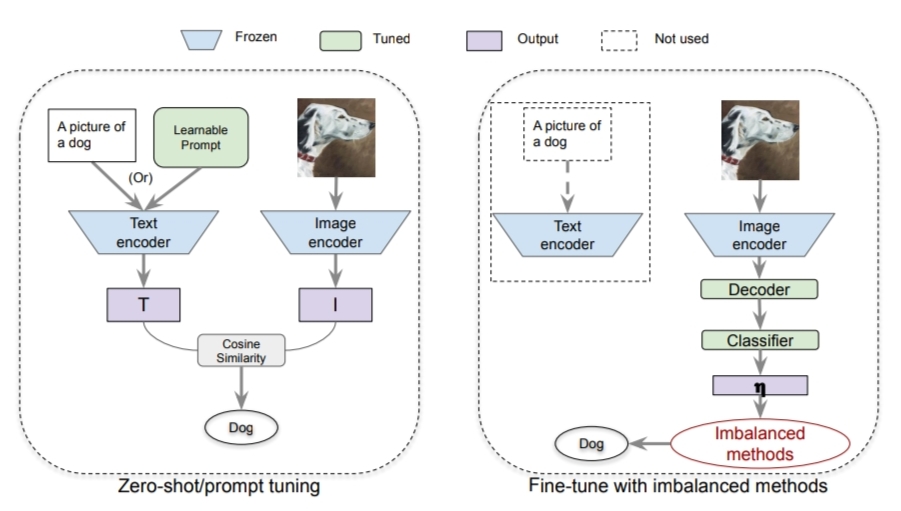 Frozen
Tuned
Output
Not used
A picture of
a dog
Learnable
Prompt
(Or)
Text
encoder
Image
encoder
T
I
Cosine
Similarity
Dog
Zero-shot/prompt tuning
A picture of
a dog
Text
encoder
Image
encoder
Decoder
Classifier
η
Imbalanced
methods
Dog
Fine-tune with imbalanced methods